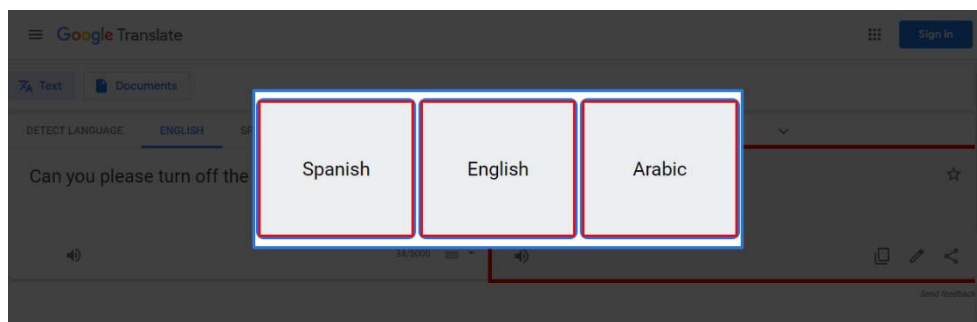 Google Translate
Sign in
Text
Documents
DETECT LANGUAGE ENGLISH
Spanish English Arabic
Can you please turn off the
34/5000
Send feedback